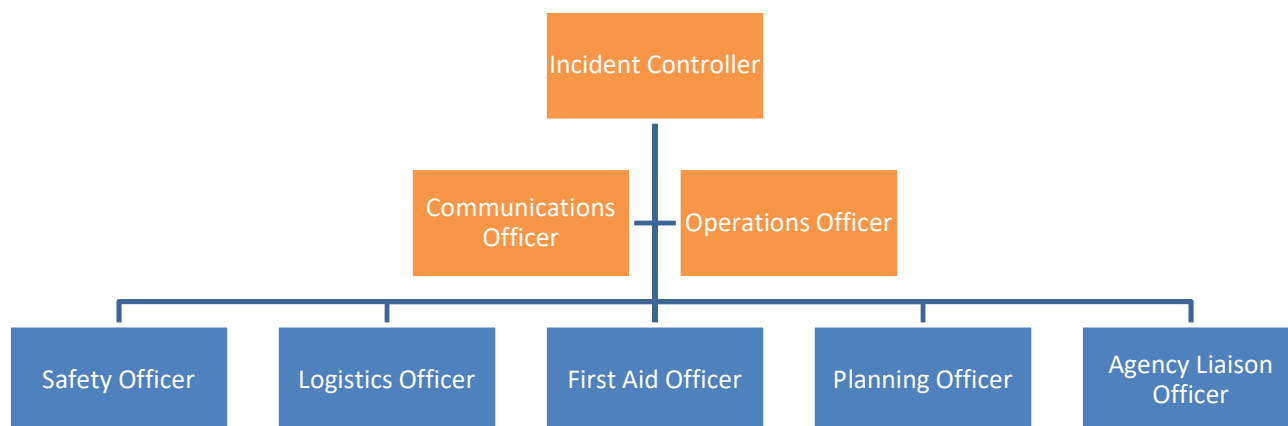 Incident Controller
Communications
Officer
Operations Officer
Safety Officer
Logistics Officer
First Aid Officer
Planning Officer
Agency Liaison
Officer